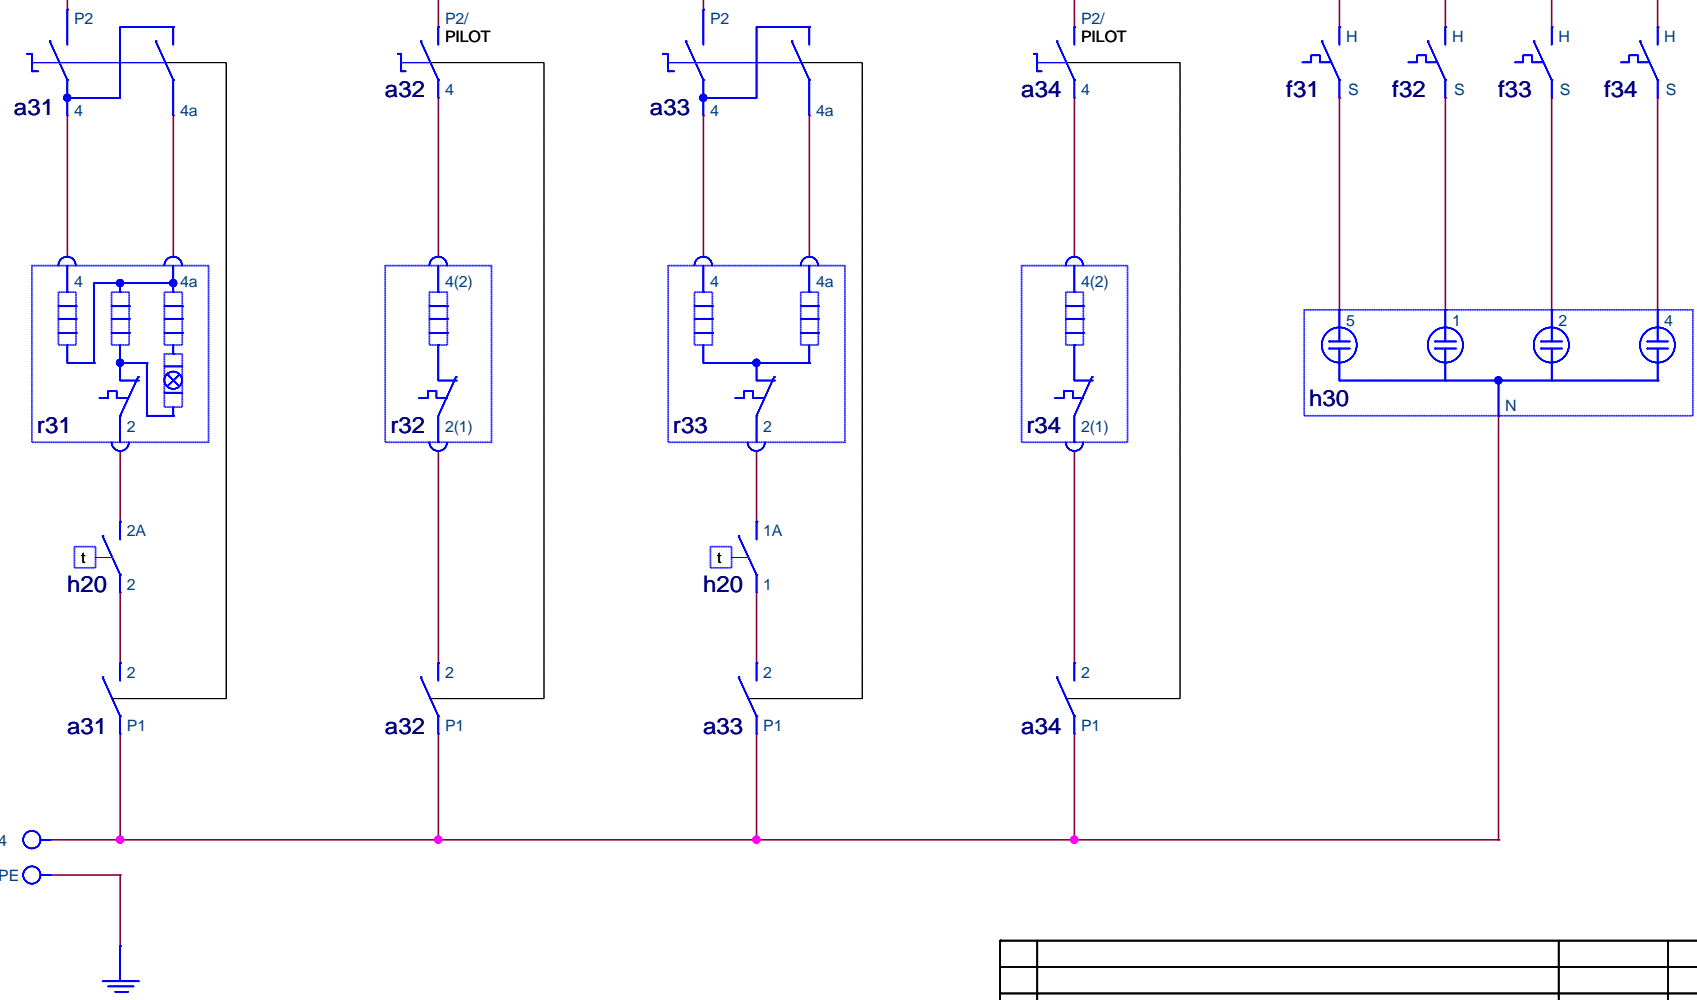 P2 P2/ P2 P2/
PILOT PILOT H H H H
a31 4 4a a32 4 a33 4 4a a34 4 f31 S f32 S f33 S f34 S
4 4a 4(2) 4 4a 4(2)
5 1 2 4
r31 2 r32 2(1) r33 2 r34 2(1) h30 N
2A 1A
t t
h20 2 h20 1
2 2 2 2
a31 P1 a32 P1 a33 P1 a34 P1
4
PE